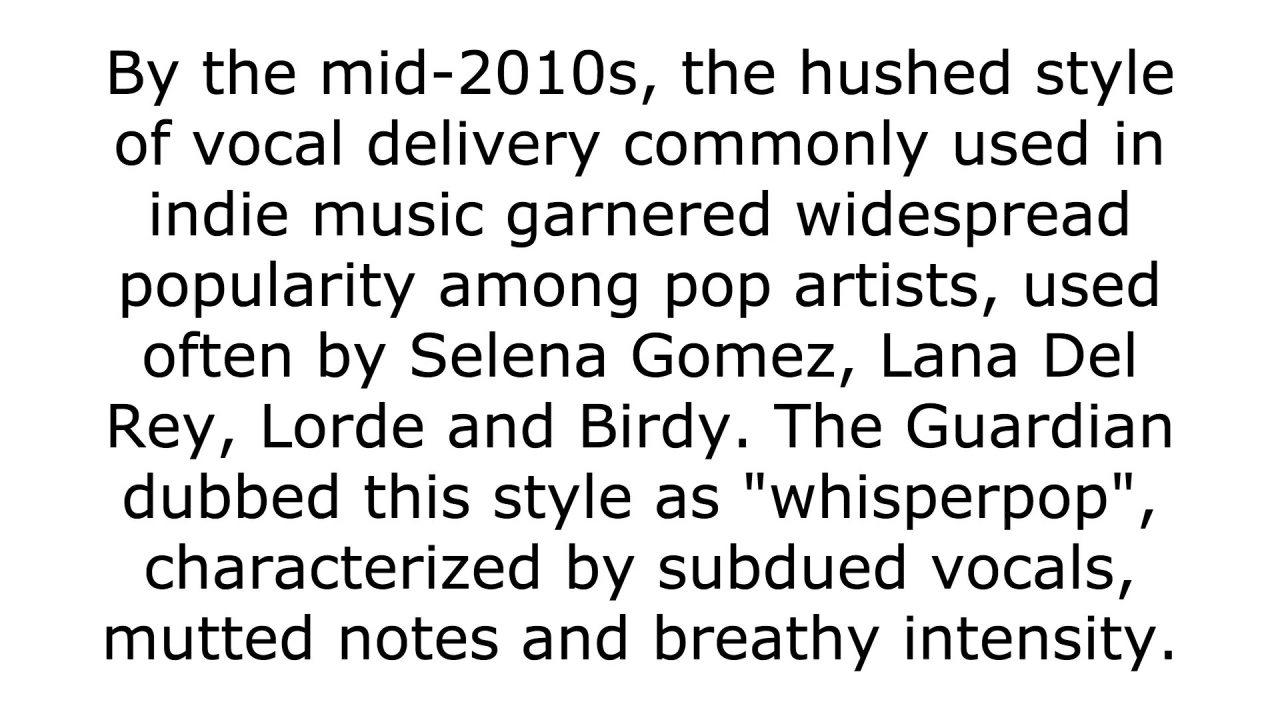 By the mid-2010s, the hushed style
of vocal delivery commonly used in
indie music garnered widespread
popularity among pop artists, used
often by Selena Gomez, Lana Del
Rey, Lorde and Birdy. The Guardian
dubbed this style as "whisperpop",
characterized by subdued vocals,
mutted notes and breathy intensity.